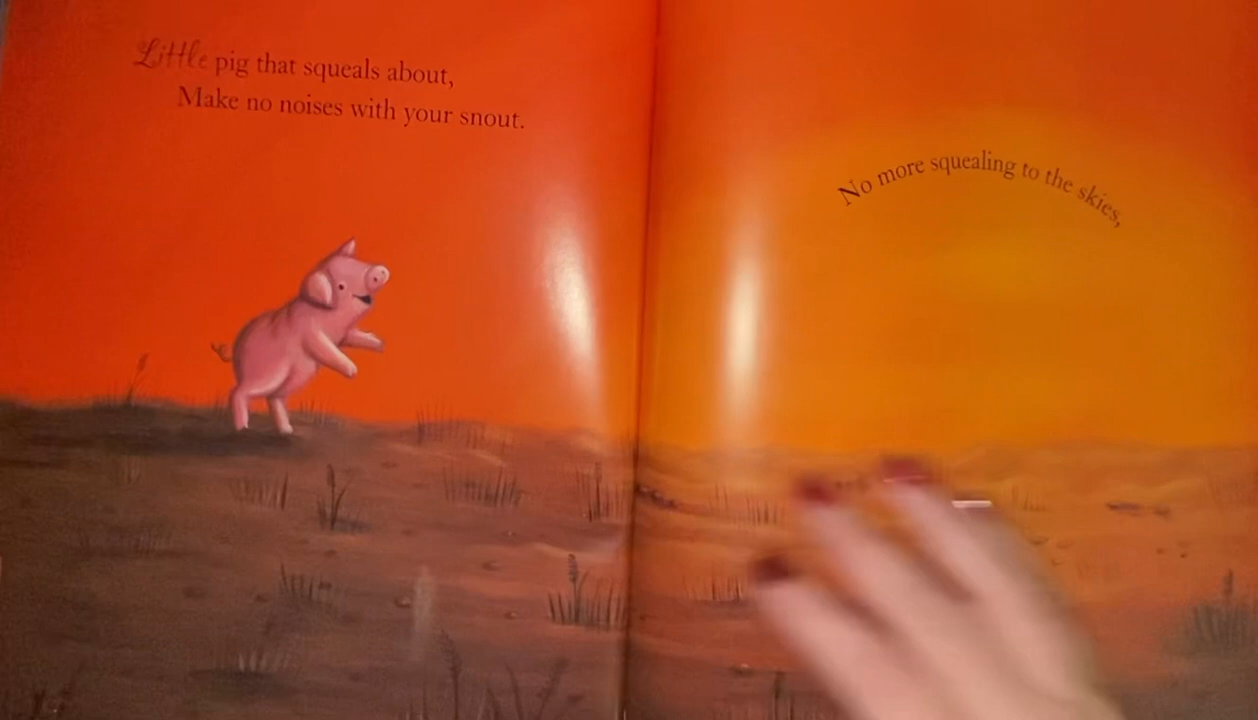 Little pig that squeals about,
Make no noises with your snout.
No more squealing to the skies,